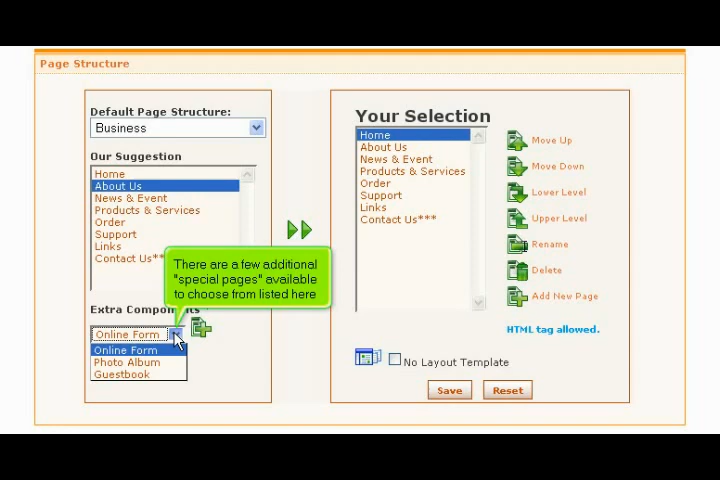 Page Structure
Default Page Structure:
Business
Our Suggestion
Home
About Us
News & Event
Products & Services
Order
Support
Links
Contact Us**
There are a few additional
"special pages" available
to choose from listed here
Extra Components
Online Form
Online Form
Photo Album
Guestbook
Your Selection
Home
About Us
News & Event
Products & Services
Order
Support
Links
Contact Us***
Move Up
Move Down
Lower Level
Upper Level
Rename
Delete
Add New Page
HTML tag allowed.
No Layout Template
Save
Reset